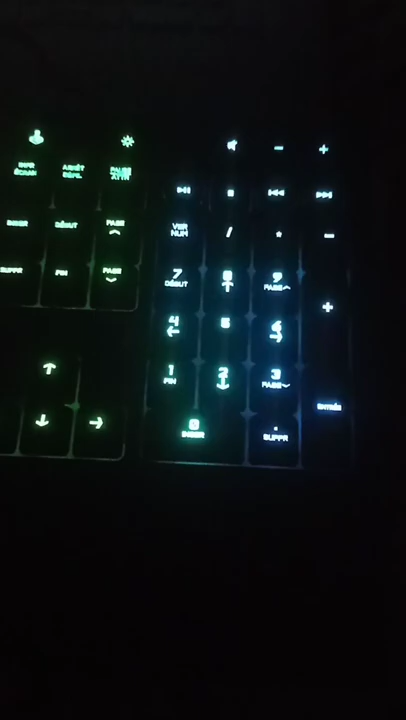 - +
IMPR ÉCRAN ARRÊT DÉFIL PAUSE ATTN
INSER DÉBUT PAGE VER NUM / * -
SUPPR FIN PAGE 7 DÉBUT 8 9 PAGE
+
4 5 6
1 FIN 2 3 PAGE
ENTRÉE
0 INSER . SUPPR